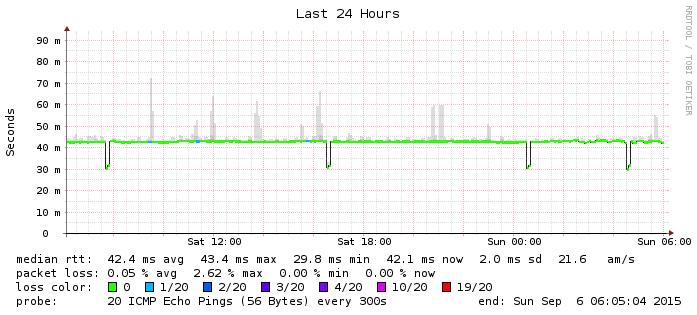 Last 24 Hours
RRDTOOL / TOBI OETIKER
90 m
80 m
70 m
60 m
50 m
40 m
30 m
20 m
10 m
0
Seconds
Sat 12:00 Sat 18:00 Sun 00:00 Sun 06:00
median rtt: 42.4 ms avg 43.4 ms max 29.8 ms min 42.1 ms now 2.0 ms sd 21.6 am/s
packet loss: 0.05 % avg 2.62 % max 0.00 % min 0.00 % now
loss color: 0 1/20 2/20 3/20 4/20 10/20 19/20
probe: 20 ICMP Echo Pings (56 Bytes) every 300s end: Sun Sep 6 06:05:04 2015